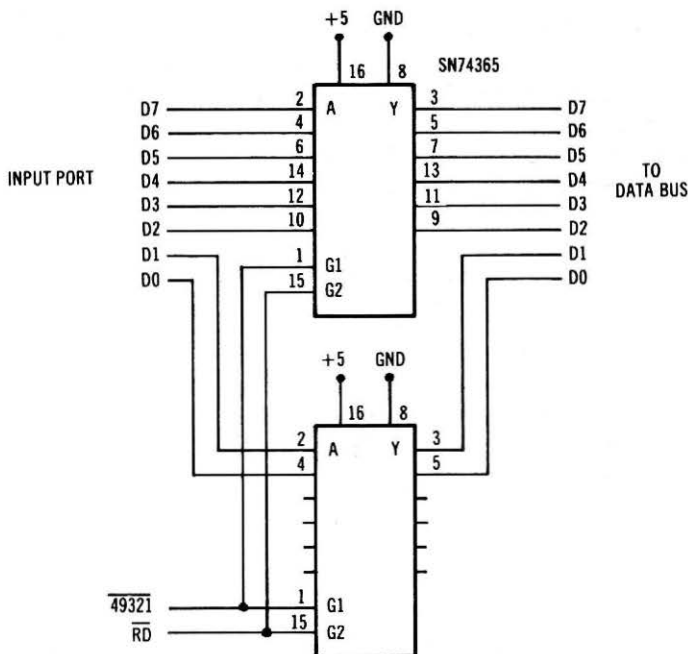 +5 GND
16 8 SN74365
D7 2 A Y 3 D7
D6 4 5 D6
D5 6 7 D5
INPUT PORT D4 14 13 D4 TO
D3 12 11 D3 DATA BUS
D2 10 9 D2
D1 1 G1 D1
D0 15 G2 D0
+5 GND
16 8
2 A Y 3
4 5
49321 1 G1
RD 15 G2